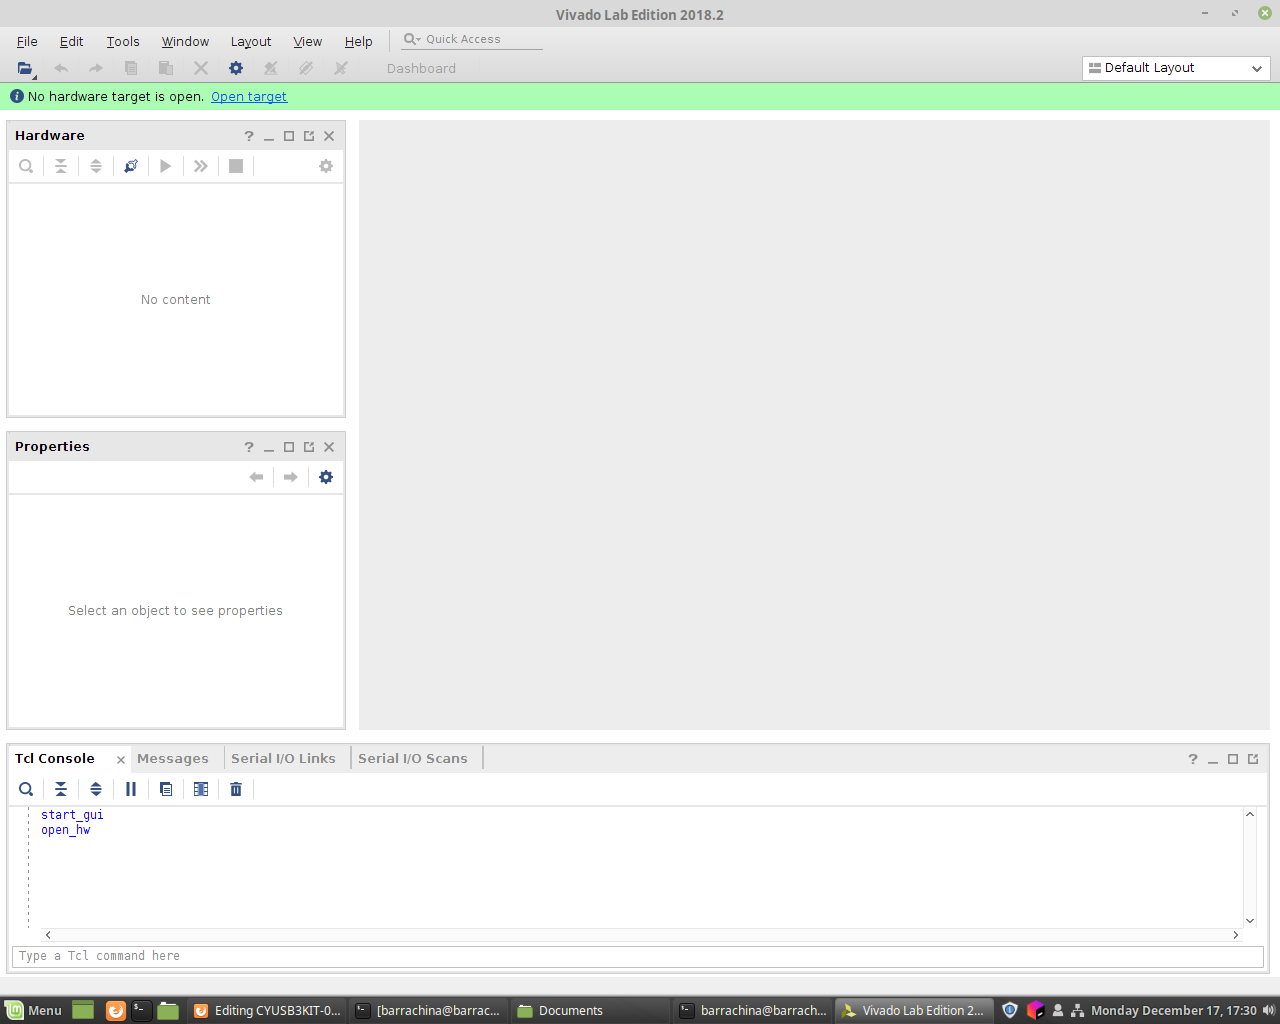 Vivado Lab Edition 2018.2
File Edit Tools Window Layout View Help Quick Access
Dashboard Default Layout
No hardware target is open. Open target
Hardware
No content
Properties
Select an object to see properties
Tcl Console Messages Serial I/O Links Serial I/O Scans
start_gui
open_hw
Type a Tcl command here
Menu Editing CYUSB3KIT-0... [barrachina@barrac... Documents barrachina@barrach... Vivado Lab Edition 2... Monday December 17, 17:30